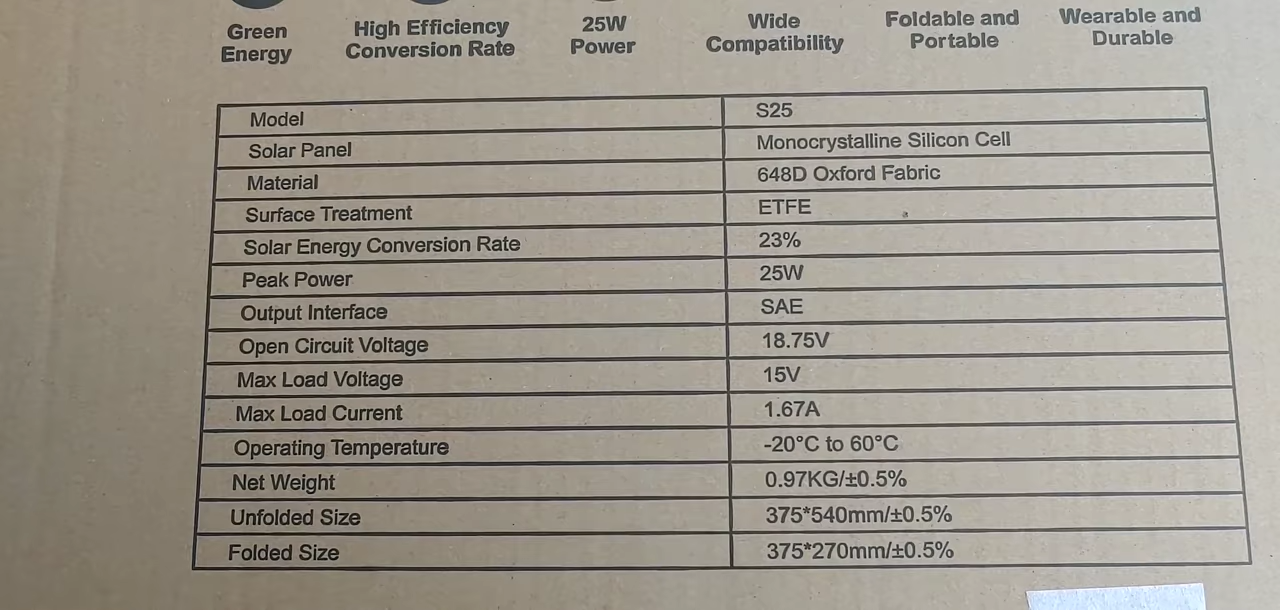 Green Energy
High Efficiency Conversion Rate
25W Power
Wide Compatibility
Foldable and Portable
Wearable and Durable
Model S25
Solar Panel Monocrystalline Silicon Cell
Material 648D Oxford Fabric
Surface Treatment ETFE
Solar Energy Conversion Rate 23%
Peak Power 25W
Output Interface SAE
Open Circuit Voltage 18.75V
Max Load Voltage 15V
Max Load Current 1.67A
Operating Temperature -20°C to 60°C
Net Weight 0.97KG/±0.5%
Unfolded Size 375*540mm/±0.5%
Folded Size 375*270mm/±0.5%